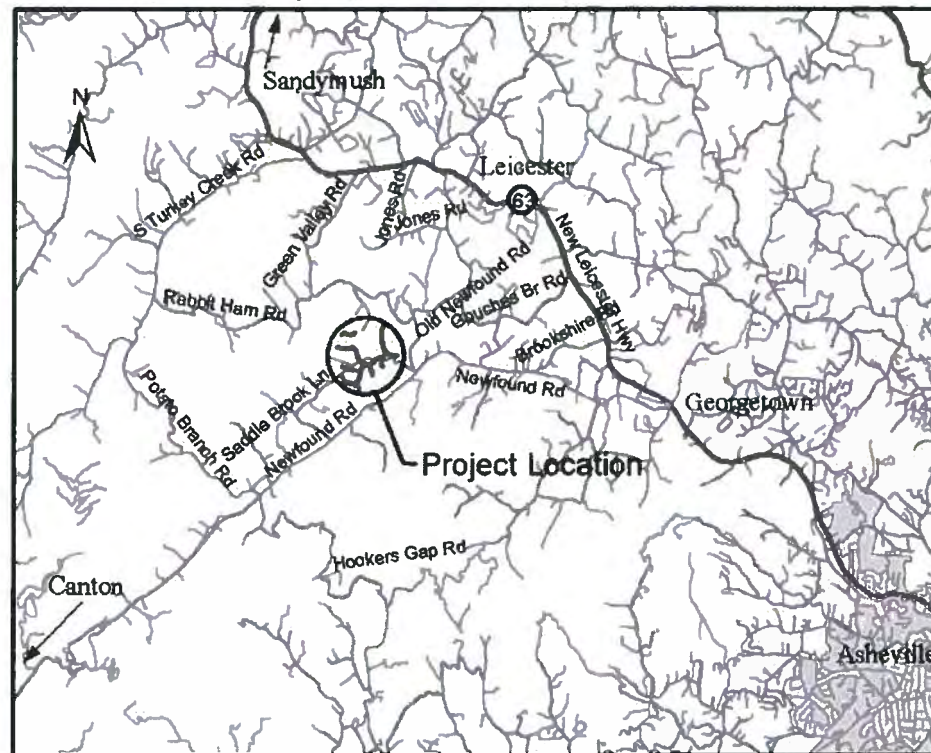 Sandymush
N
Leicester
63
S Turkey Creek Rd
Green Valley Rd
Jones Rd
Jones Rd
New Leicester Hwy
Old Newfound Rd
Gouches Br Rd
Rabbit Ham Rd
Brookshire Rd
Newfound Rd
Georgetown
Saddle Brook Ln
Newfound Rd
Potato Branch Rd
Project Location
Hookers Gap Rd
Canton
Asheville